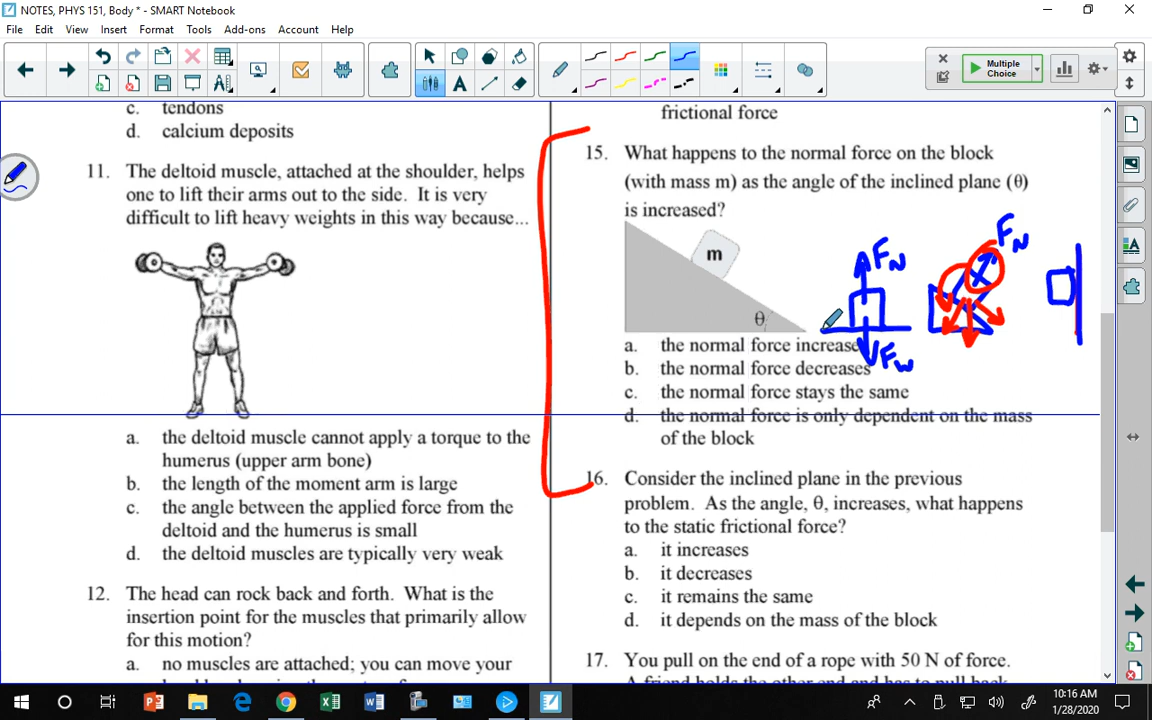 NOTES, PHYS 151, Body * - SMART Notebook
File Edit View Insert Format Tools Add-ons Account Help
Multiple
Choice
c. tendons
d. calcium deposits
11. The deltoid muscle, attached at the shoulder, helps
one to lift their arms out to the side. It is very
difficult to lift heavy weights in this way because...
a. the deltoid muscle cannot apply a torque to the
humerus (upper arm bone)
b. the length of the moment arm is large
c. the angle between the applied force from the
deltoid and the humerus is small
d. the deltoid muscles are typically very weak
12. The head can rock back and forth. What is the
insertion point for the muscles that primarily allow
for this motion?
a. no muscles are attached; you can move your
frictional force
15. What happens to the normal force on the block
(with mass m) as the angle of the inclined plane (θ)
is increased?
m
θ
FN
FN
Fw
a. the normal force increase
b. the normal force decreases
c. the normal force stays the same
d. the normal force is only dependent on the mass
of the block
16. Consider the inclined plane in the previous
problem. As the angle, θ, increases, what happens
to the static frictional force?
a. it increases
b. it decreases
c. it remains the same
d. it depends on the mass of the block
17. You pull on the end of a rope with 50 N of force.
A friend holds the other end and has to pull back
10:16 AM
1/28/2020